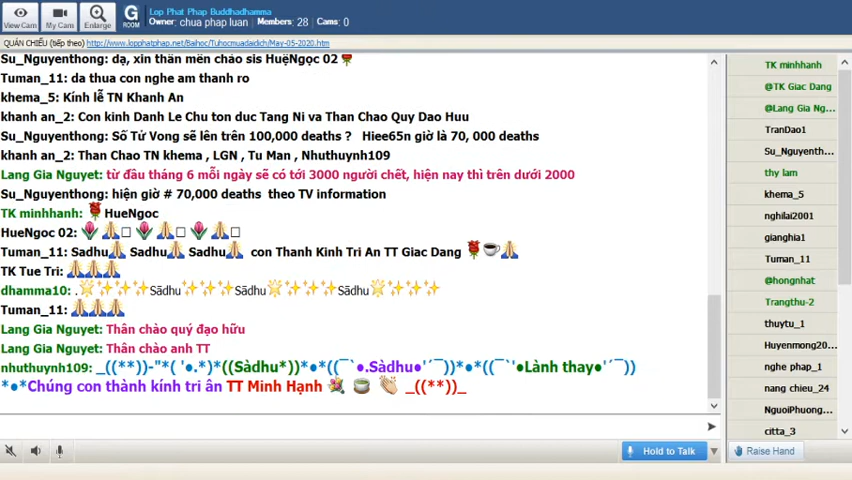 View Cam
My Cam
Enlarge
G
ROOM
Lop Phat Phap Buddhadhamma
Owner: chua phap luan Members: 28 Cams: 0
QUÁN CHIẾU (tiếp theo) http://www.lopphatphap.net/Baihoc/Tuhocmuadaidich/May-05-2020.htm
Su_Nguyenthong: dạ, xin thân mến chào sis HuệNgọc 02
Tuman_11: da thua con nghe am thanh ro
khema_5: Kính lễ TN Khanh An
khanh an_2: Con kinh Danh Le Chu ton duc Tang Ni va Than Chao Quy Dao Huu
Su_Nguyenthong: Số Tử Vong sẽ lên trên 100,000 deaths ? Hiee65n giờ là 70, 000 deaths
khanh an_2: Than Chao TN khema , LGN , Tu Man , Nhuthuynh109
Lang Gia Nguyet: từ đầu tháng 6 mỗi ngày sẽ có tới 3000 người chết, hiện nay thì trên dưới 2000
Su_Nguyenthong: hiện giờ # 70,000 deaths theo TV information
TK minhhanh: 🌹HueNgoc
HueNgoc 02: 🌷🙏□ 🌷🙏□ 🌷🙏□
Tuman_11: Sadhu🙏 Sadhu🙏 Sadhu🙏 con Thanh Kinh Tri An TT Giac Dang 🌹☕🙏
TK Tue Tri: 🙏🙏🙏
dhamma10: .🌟✨✨✨Sādhu✨✨✨Sādhu🌟✨✨✨Sādhu🌟✨✨✨
Tuman_11: 🙏🙏🙏
Lang Gia Nguyet: Thân chào quý đạo hữu
Lang Gia Nguyet: Thân chào anh TT
nhuthuynh109: _((**))-"*( '●.*)*((Sàdhu*))*●*((¯`●.Sàdhu●'´¯))*●*((¯`'●Lành thay●'´¯))
*●*Chúng con thành kính tri ân TT Minh Hạnh 💐 🍵 👏 _((**))_
Hold to Talk
Raise Hand
TK minhhanh
@TK Giac Dang
@Lang Gia Ng...
TranDao1
Su_Nguyenth...
thy lam
khema_5
nghilai2001
gianghia1
Tuman_11
@hongnhat
Trangthu-2
thuytu_1
Huyenmong20...
nghe phap_1
nang chieu_24
NguoiPhuong...
citta_3